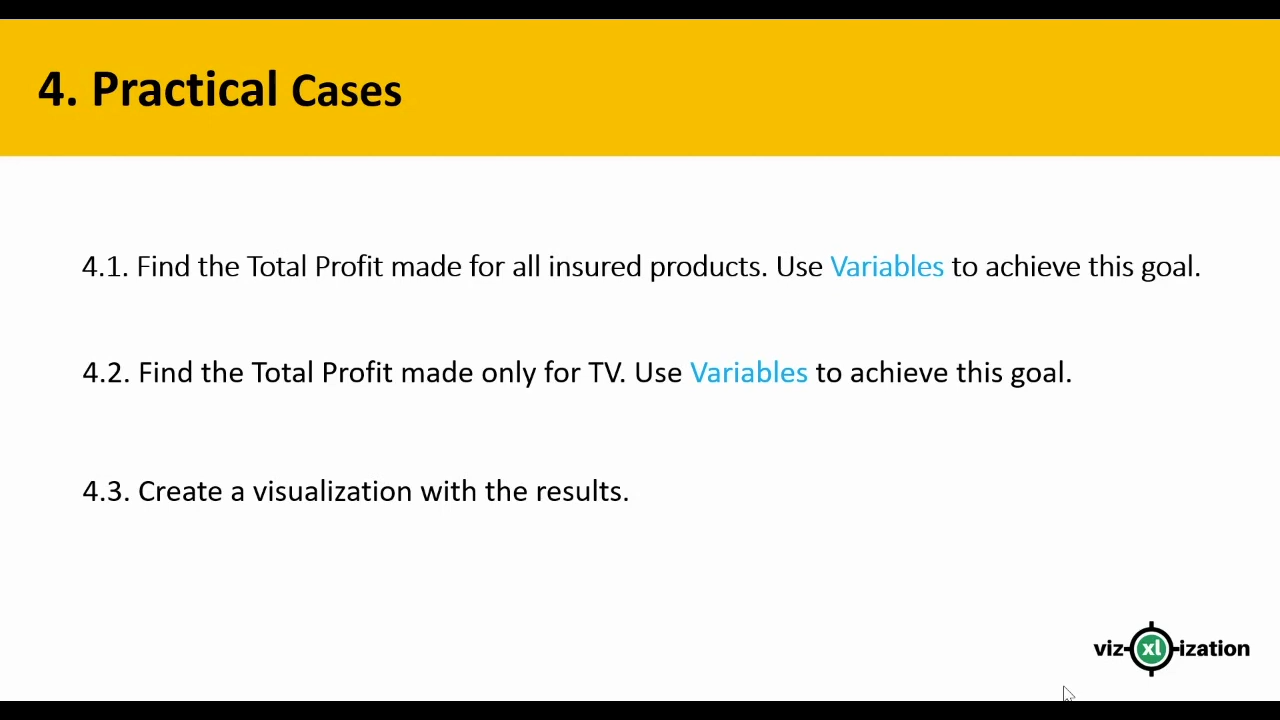 4. Practical Cases
4.1. Find the Total Profit made for all insured products. Use Variables to achieve this goal.
4.2. Find the Total Profit made only for TV. Use Variables to achieve this goal.
4.3. Create a visualization with the results.
viz xl ization